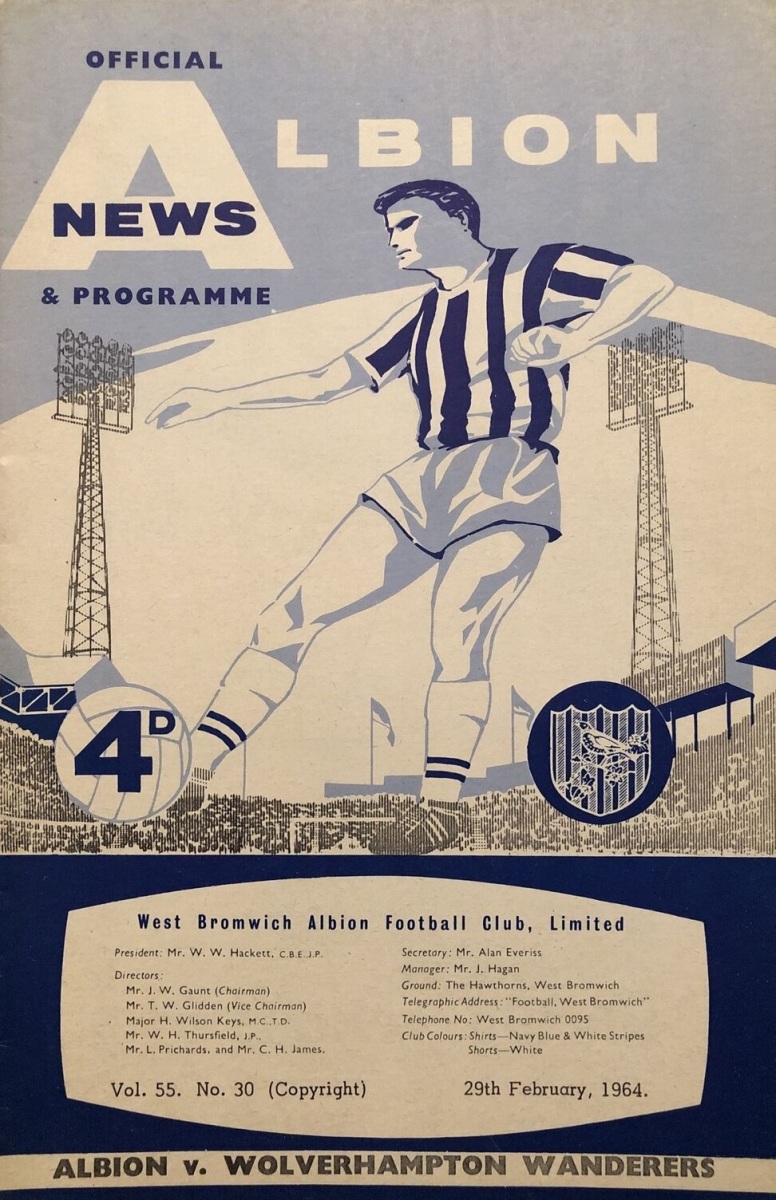 OFFICIAL
ALBION
NEWS
& PROGRAMME
4D
West Bromwich Albion Football Club, Limited
President: Mr. W. W. Hackett, C.B.E.,J.P.
Directors:
Mr. J. W. Gaunt (Chairman)
Mr. T. W. Glidden (Vice Chairman)
Major H. Wilson Keys, M.C.,T.D.
Mr. W. H. Thursfield, J.P.,
Mr. L. Prichards, and Mr. C. H. James.
Secretary: Mr. Alan Everiss
Manager: Mr. J. Hagan
Ground: The Hawthorns, West Bromwich
Telegraphic Address: "Football, West Bromwich"
Telephone No: West Bromwich 0095
Club Colours: Shirts—Navy Blue & White Stripes
Shorts—White
Vol. 55. No. 30 (Copyright)
29th February, 1964.
ALBION v. WOLVERHAMPTON WANDERERS